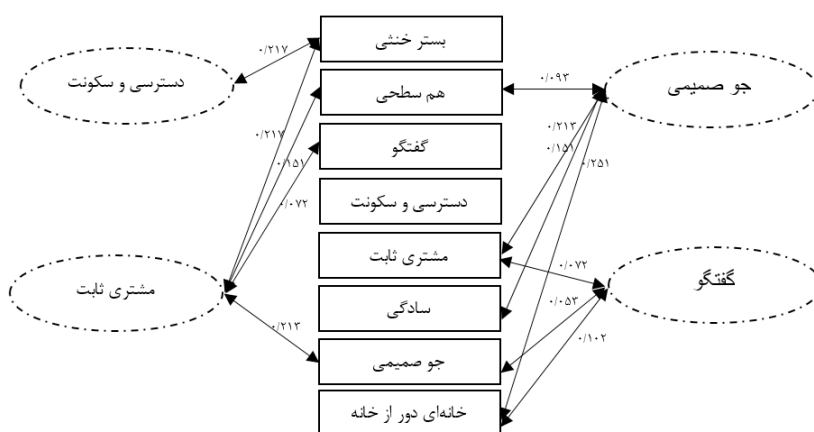 بستر خنثی
۰/۲۱۷
دسترسی و سکونت
هم سطحی
۰/۰۹۳
جو صمیمی
۰/۲۱۳
۰/۲۱۷
گفتگو
۰/۱۵۱
۰/۱۵۱
۰/۲۵۱
۰/۰۷۲
دسترسی و سکونت
مشتری ثابت
۰/۰۷۲
گفتگو
مشتری ثابت
سادگی
۰/۰۵۳
۰/۲۱۳
۰/۱۰۲
جو صمیمی
خانه‌ای دور از خانه